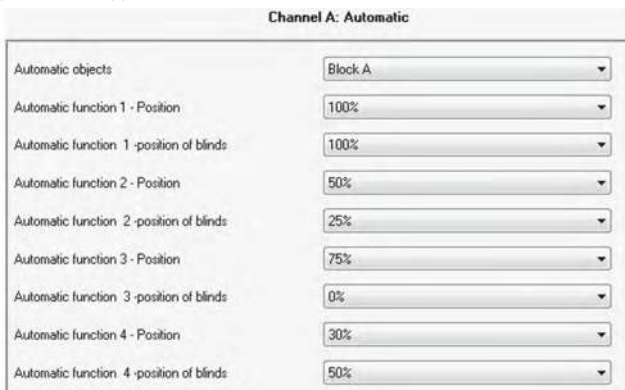 Channel A: Automatic
Automatic objects Block A
Automatic function 1 - Position 100%
Automatic function 1 -position of blinds 100%
Automatic function 2 - Position 50%
Automatic function 2 -position of blinds 25%
Automatic function 3 - Position 75%
Automatic function 3 -position of blinds 0%
Automatic function 4 - Position 30%
Automatic function 4 -position of blinds 50%